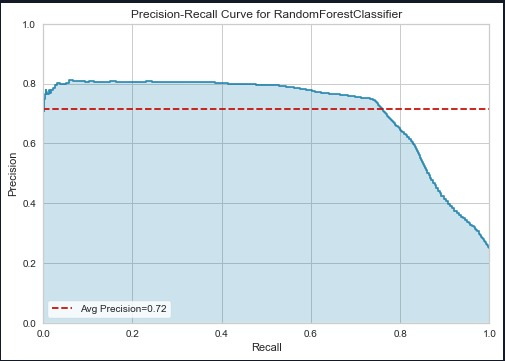 Precision-Recall Curve for RandomForestClassifier
1.0
0.8
0.6
0.4
0.2
0.0
Precision
Avg Precision=0.72
0.0 0.2 0.4 0.6 0.8 1.0
Recall